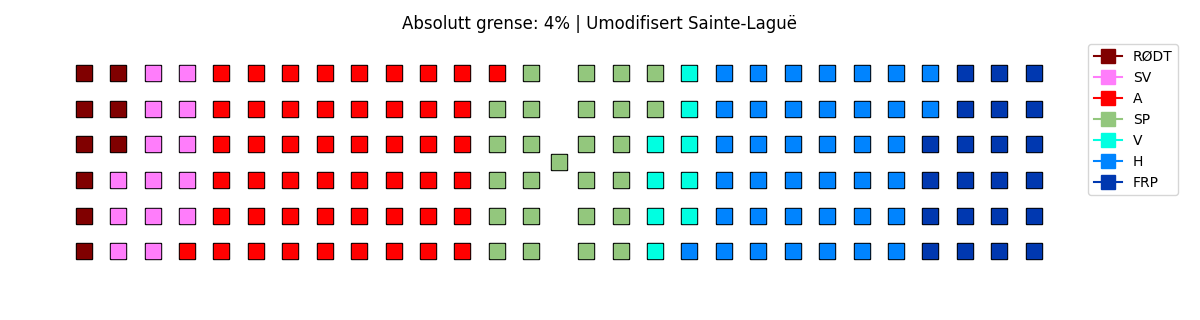 Absolutt grense: 4% | Umodifisert Sainte-Laguë
RØDT
SV
A
SP
V
H
FRP